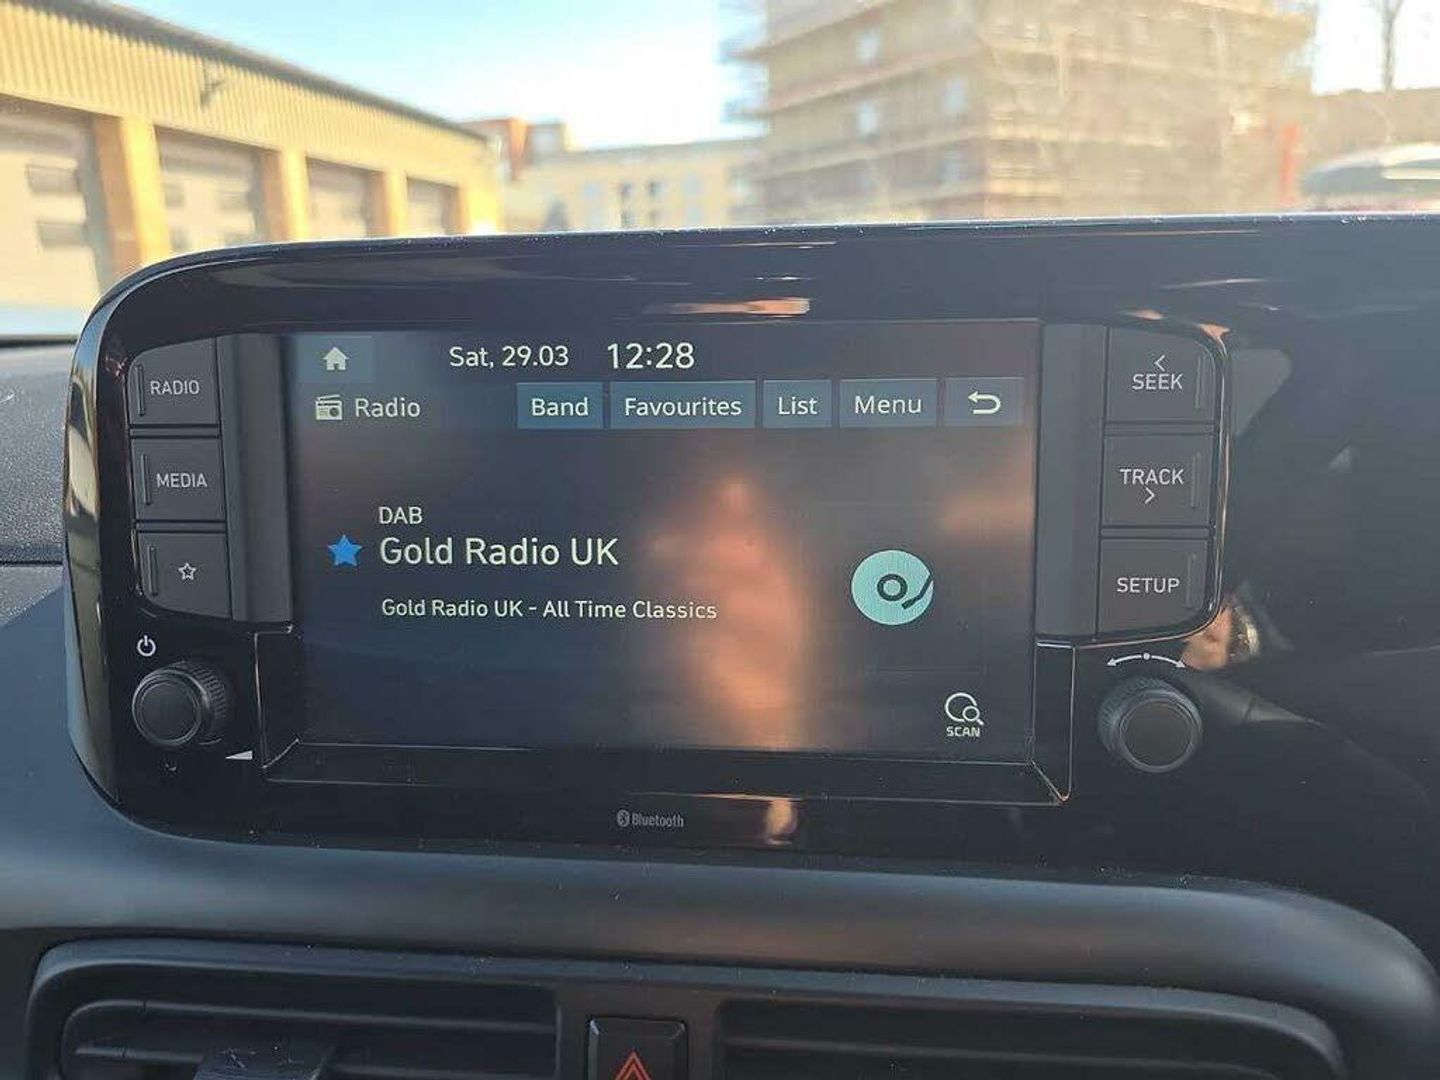 Sat, 29.03 12:28
Radio Band Favourites List Menu
DAB
Gold Radio UK
Gold Radio UK - All Time Classics
SCAN
RADIO
MEDIA
SEEK
TRACK
SETUP
Bluetooth